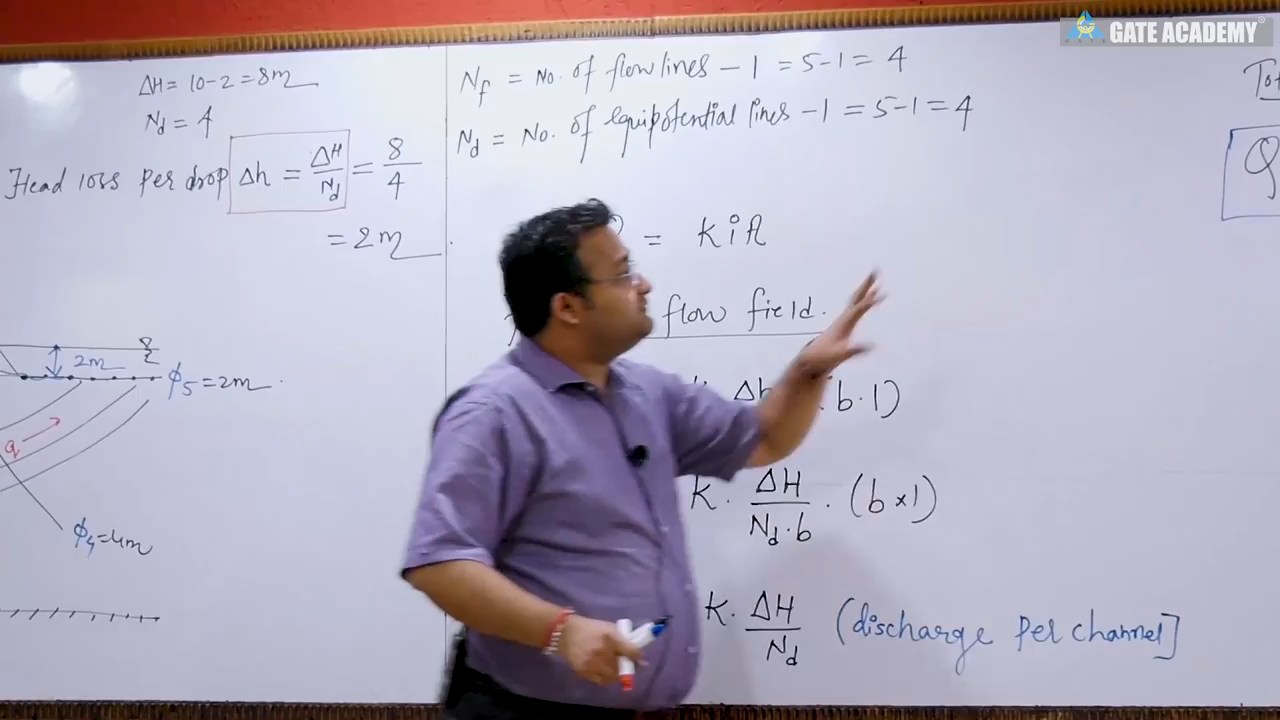 GATE ACADEMY
ΔH = 10-2 = 8m
Nd = 4
Head loss per drop Δh = ΔH/Nd = 8/4
= 2m
2m
ϕ5 = 2m
q
ϕ4 = 4m
Nf = No. of flow lines - 1 = 5-1 = 4
Nd = No. of equipotential lines -1 = 5-1 = 4
= K i A
flow field.
(b·1)
K · ΔH/Nd·b · (b×1)
K · ΔH/Nd (discharge per channel]
Q